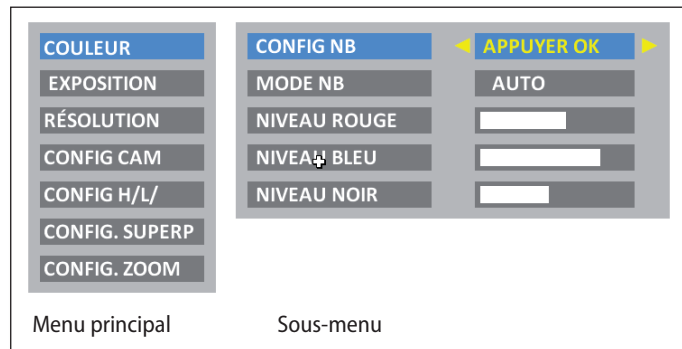 COULEUR
EXPOSITION
RÉSOLUTION
CONFIG CAM
CONFIG H/L/
CONFIG. SUPERP
CONFIG. ZOOM
CONFIG NB APPUYER OK
MODE NB AUTO
NIVEAU ROUGE
NIVEAU BLEU
NIVEAU NOIR
Menu principal Sous-menu